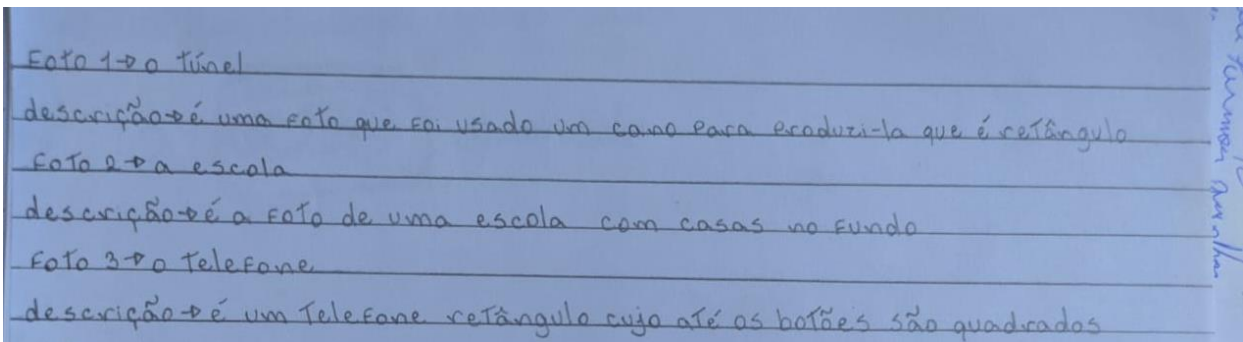 Foto 1→ o túnel
descrição→ é uma foto que foi usado um cano para produzi-la que é retângulo
Foto 2→ a escola
descrição→ é a foto de uma escola com casas no fundo
Foto 3→ o telefone
descrição→ é um telefone retângulo cujo até os botões são quadrados